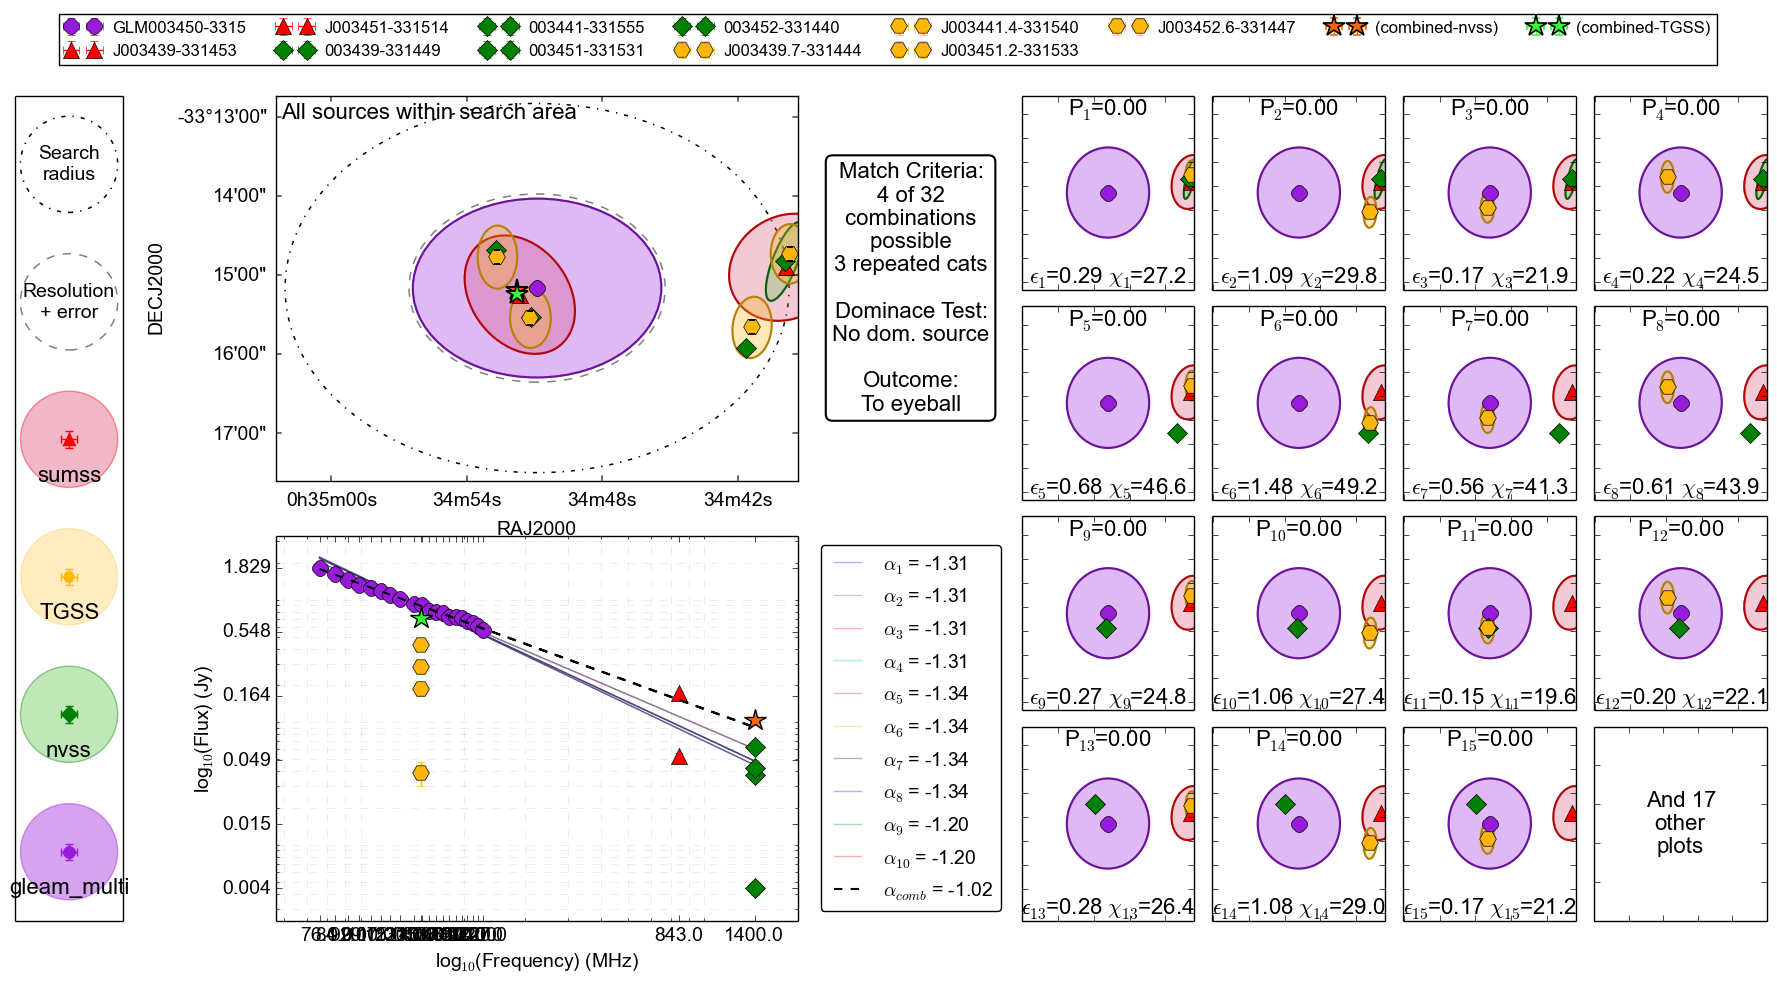 GLM003450-3315
J003451-331514
003441-331555
003452-331440
J003441.4-331540
J003452.6-331447
(combined-nvss)
(combined-TGSS)
J003439-331453
003439-331449
003451-331531
J003439.7-331444
J003451.2-331533
Search
radius
Resolution
+ error
sumss
TGSS
nvss
gleam_multi
All sources within search area
-33°13'00"
14'00"
15'00"
16'00"
17'00"
DECJ2000
0h35m00s
34m54s
34m48s
34m42s
RAJ2000
Match Criteria:
4 of 32
combinations
possible
3 repeated cats
Dominace Test:
No dom. source
Outcome:
To eyeball
1.829
0.548
0.164
0.049
0.015
0.004
log10(Flux) (Jy)
843.0
1400.0
log10(Frequency) (MHz)
α1 = -1.31
α2 = -1.31
α3 = -1.31
α4 = -1.31
α5 = -1.34
α6 = -1.34
α7 = -1.34
α8 = -1.34
α9 = -1.20
α10 = -1.20
αcomb = -1.02
P1=0.00
ϵ1=0.29 χ1=27.2
P2=0.00
ϵ2=1.09 χ2=29.8
P3=0.00
ϵ3=0.17 χ3=21.9
P4=0.00
ϵ4=0.22 χ4=24.5
P5=0.00
ϵ5=0.68 χ5=46.6
P6=0.00
ϵ6=1.48 χ6=49.2
P7=0.00
ϵ7=0.56 χ7=41.3
P8=0.00
ϵ8=0.61 χ8=43.9
P9=0.00
ϵ9=0.27 χ9=24.8
P10=0.00
ϵ10=1.06 χ10=27.4
P11=0.00
ϵ11=0.15 χ11=19.6
P12=0.00
ϵ12=0.20 χ12=22.1
P13=0.00
ϵ13=0.28 χ13=26.4
P14=0.00
ϵ14=1.08 χ14=29.0
P15=0.00
ϵ15=0.17 χ15=21.2
And 17
other
plots